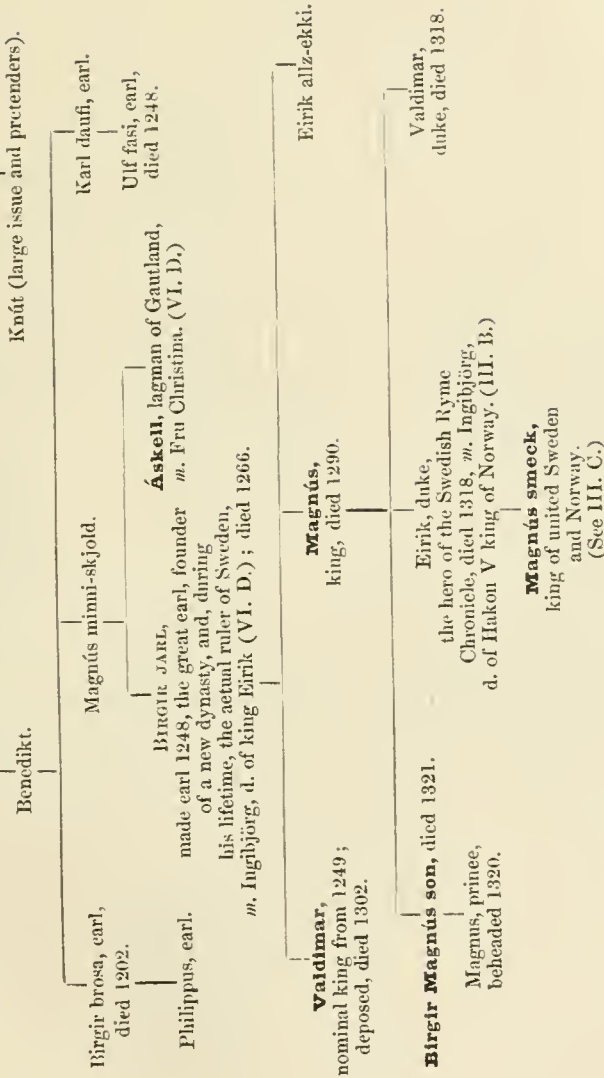 Knút (large issue and pretenders).
Benedikt.
Birgir brosa, earl,
died 1202.
Magnús minni-skjold.
Karl daufi, earl.
Philippus, earl.
BIRGIR JARL,
made earl 1248, the great earl, founder
of a new dynasty, and, during
his lifetime, the actual ruler of Sweden,
m. Ingibjörg, d. of king Eirik (VI. D.); died 1266.
Áskell, lagman of Gautland,
m. Fru Christina. (VI. D.)
Ulf fasi, earl,
died 1248.
Valdimar,
nominal king from 1249;
deposed, died 1302.
Magnús,
king, died 1290.
Eirik allz-ekki.
Birgir Magnús son, died 1321.
Eirik, duke,
the hero of the Swedish Ryme
Chronicle, died 1318, m. Ingibjörg,
d. of Hakon V king of Norway. (III. B.)
Valdimar,
duke, died 1318.
Magnus, prince,
beheaded 1320.
Magnús smeck,
king of united Sweden
and Norway.
(See III. C.)